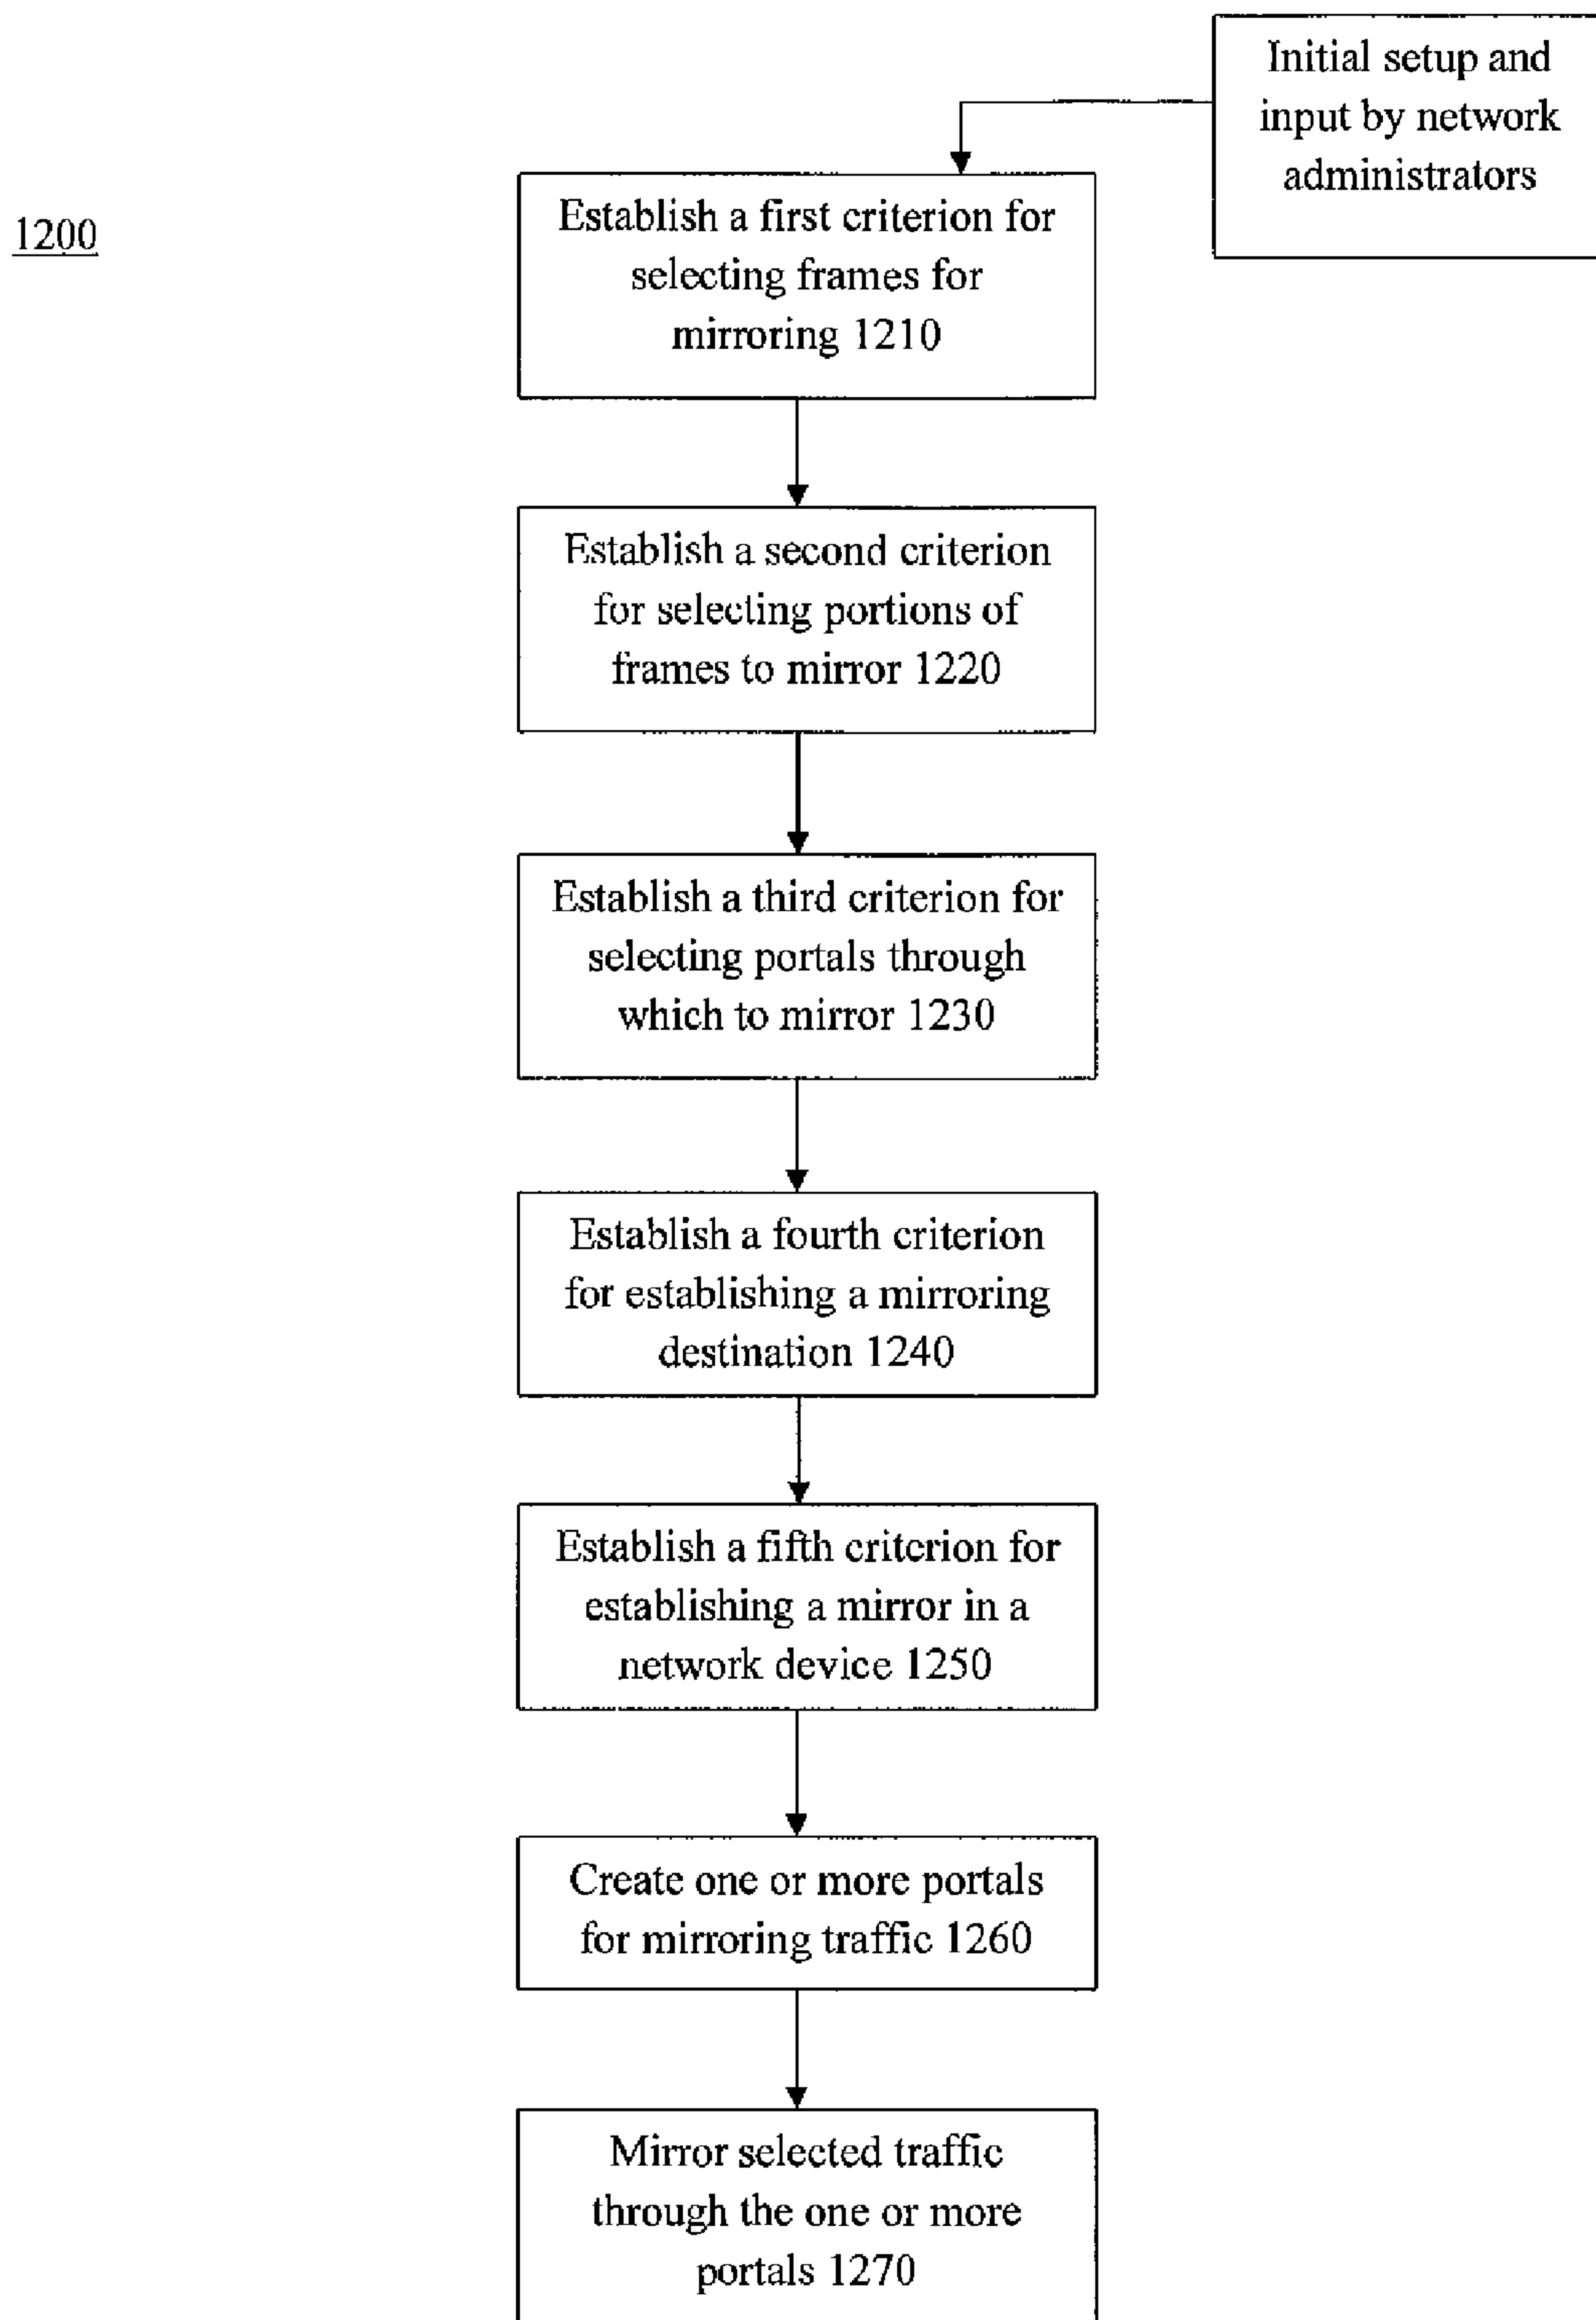 Initial setup and
input by network
administrators
1200
Establish a first criterion for
selecting frames for
mirroring 1210
Establish a second criterion
for selecting portions of
frames to mirror 1220
Establish a third criterion for
selecting portals through
which to mirror 1230
Establish a fourth criterion
for establishing a mirroring
destination 1240
Establish a fifth criterion for
establishing a mirror in a
network device 1250
Create one or more portals
for mirroring traffic 1260
Mirror selected traffic
through the one or more
portals 1270